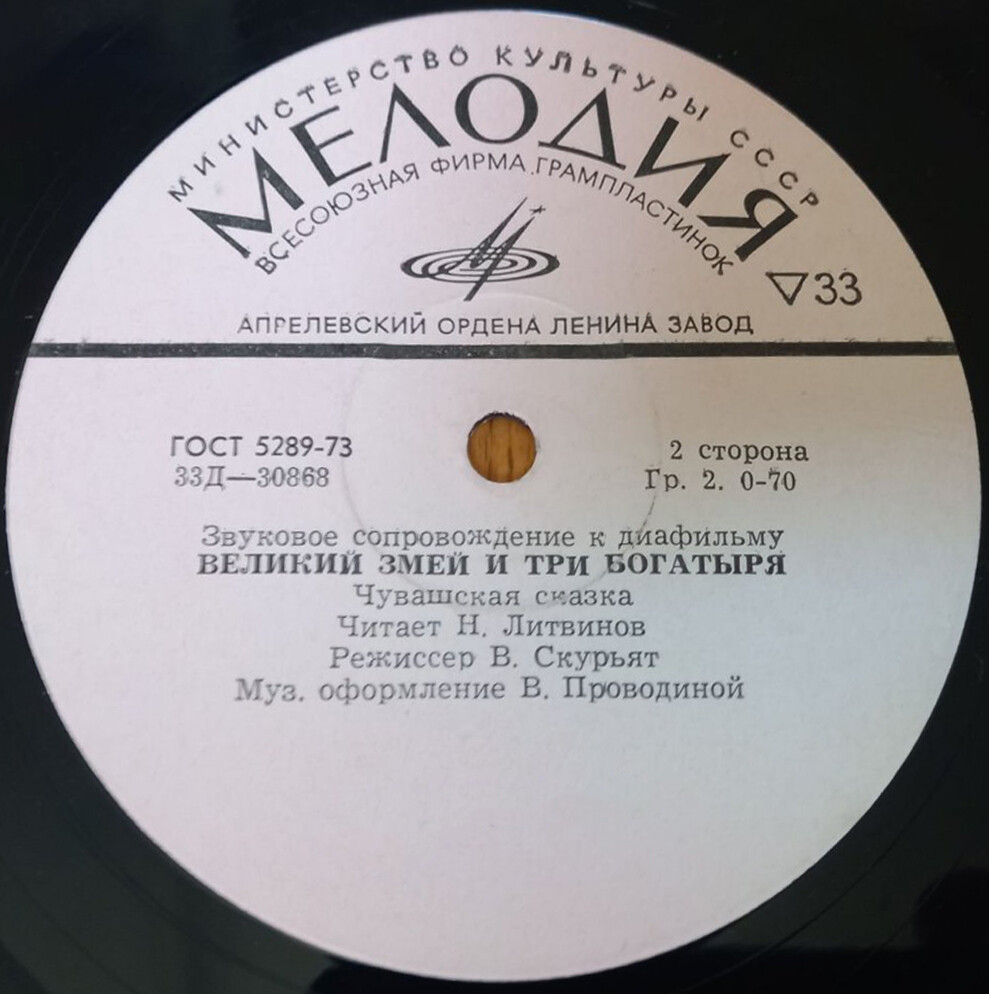 МИНИСТЕРСТВО КУЛЬТУРЫ СССР
МЕЛОДИЯ
ВСЕСОЮЗНАЯ ФИРМА ГРАМПЛАСТИНОК
33
АПРЕЛЕВСКИЙ ОРДЕНА ЛЕНИНА ЗАВОД
ГОСТ 5289-73
33Д—30868
2 сторона
Гр. 2. 0-70
Звуковое сопровождение к диафильму
ВЕЛИКИЙ ЗМЕЙ И ТРИ БОГАТЫРЯ
Чувашская сказка
Читает Н. Литвинов
Режиссер В. Скурьят
Муз. оформление В. Проводиной